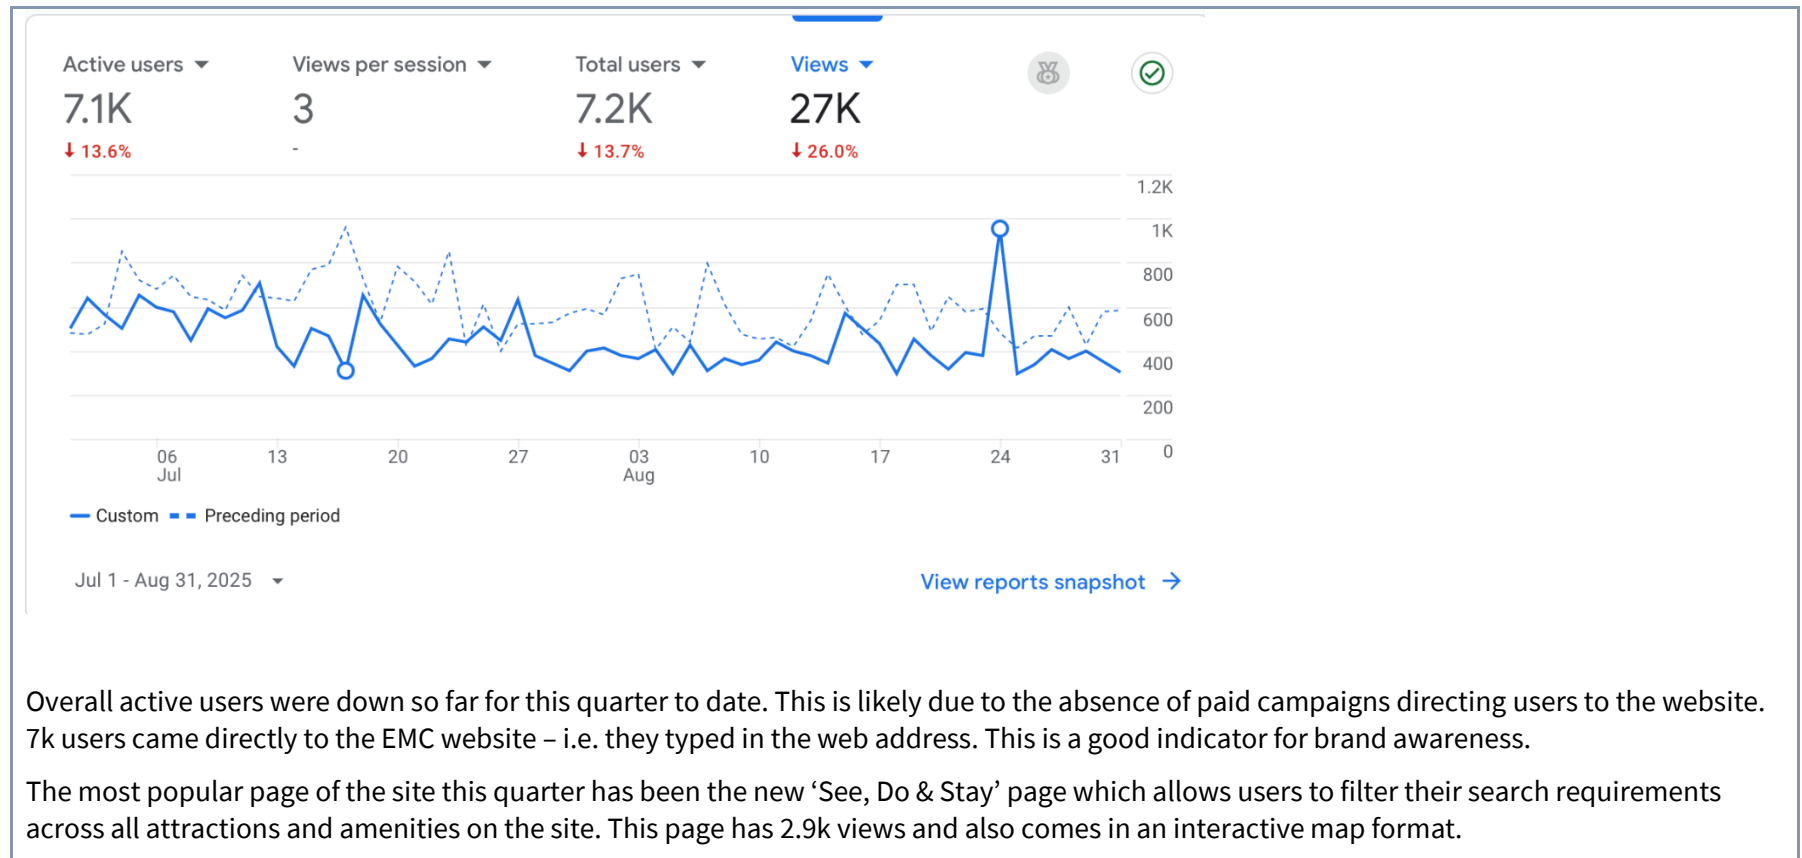 Active users Views per session Total users Views
7.1K 3 7.2K 27K
↓ 13.6% - ↓ 13.7% ↓ 26.0%
1.2K
1K
800
600
400
200
0
06 13 20 27 03 10 17 24 31
Jul Aug
Custom Preceding period
Jul 1 - Aug 31, 2025 View reports snapshot →
Overall active users were down so far for this quarter to date. This is likely due to the absence of paid campaigns directing users to the website.
7k users came directly to the EMC website – i.e. they typed in the web address. This is a good indicator for brand awareness.
The most popular page of the site this quarter has been the new ‘See, Do & Stay’ page which allows users to filter their search requirements
across all attractions and amenities on the site. This page has 2.9k views and also comes in an interactive map format.